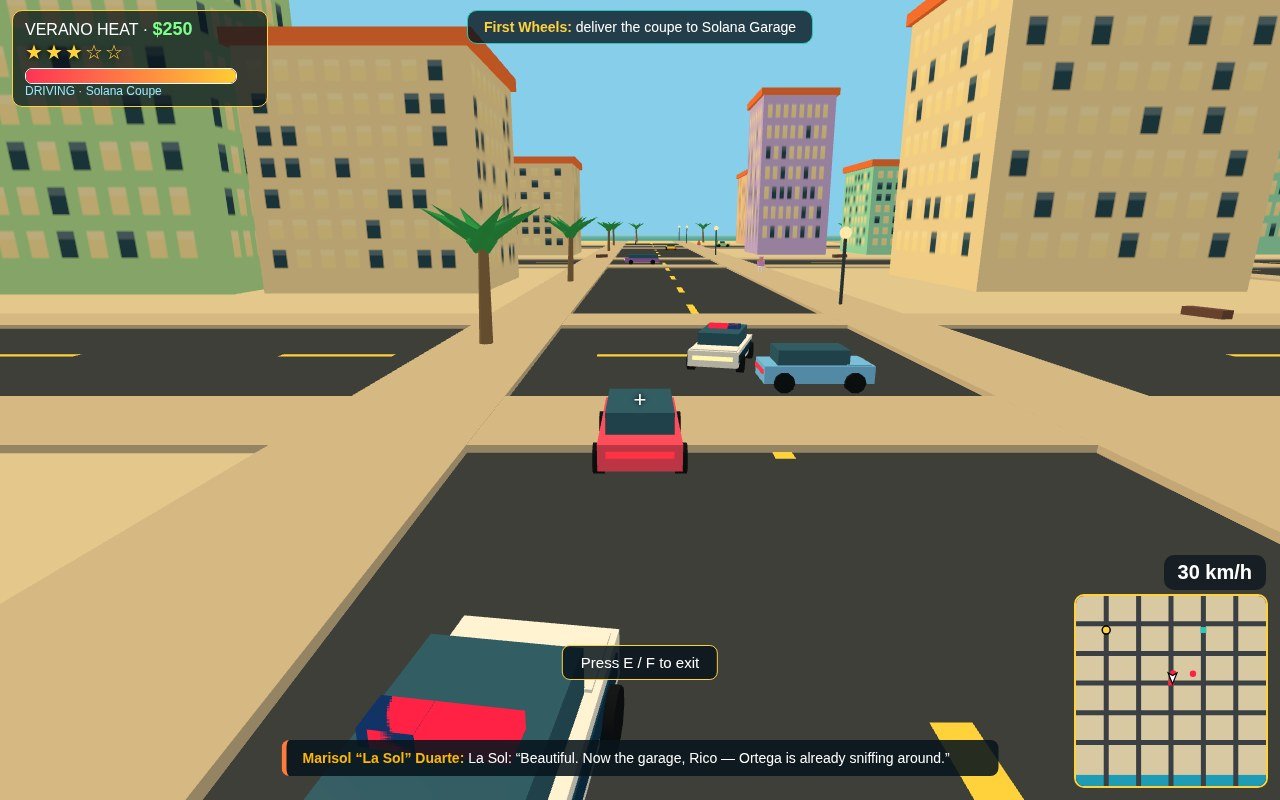 VERANO HEAT · $250
★★★☆☆
DRIVING · Solana Coupe
First Wheels: deliver the coupe to Solana Garage
30 km/h
Press E / F to exit
Marisol “La Sol” Duarte: La Sol: “Beautiful. Now the garage, Rico — Ortega is already sniffing around.”